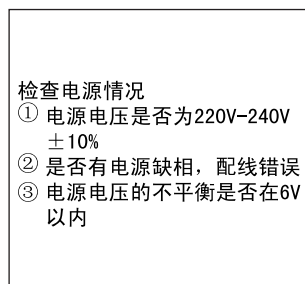 检查电源情况
① 电源电压是否为220V-240V
±10%
② 是否有电源缺相，配线错误
③ 电源电压的不平衡是否在6V
以内